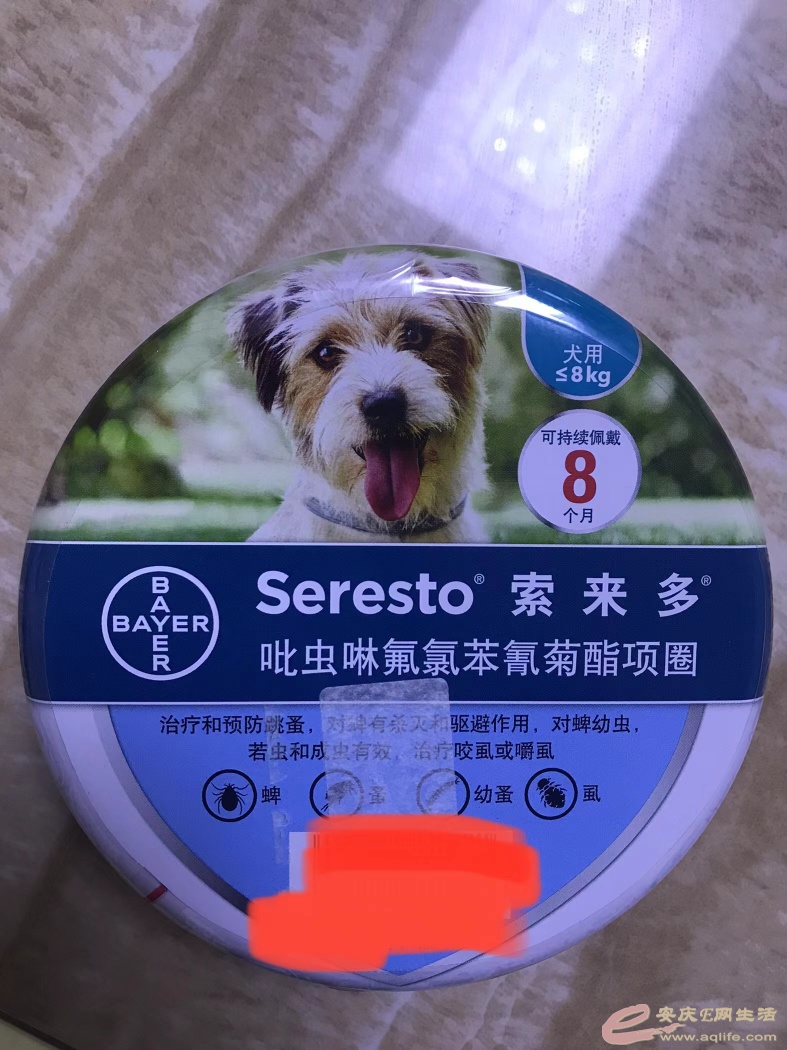 犬用
≤8kg
可持续佩戴
8
个月
BAYER
BAYER
Seresto® 索来多®
吡虫啉氟氯苯氰菊酯项圈
治疗和预防跳蚤，对蜱有杀灭和驱避作用，对蜱幼虫，
若虫和成虫有效，治疗咬虱或嚼虱
蜱 蚤 幼蚤 虱
安庆E网生活
www.aqlife.com